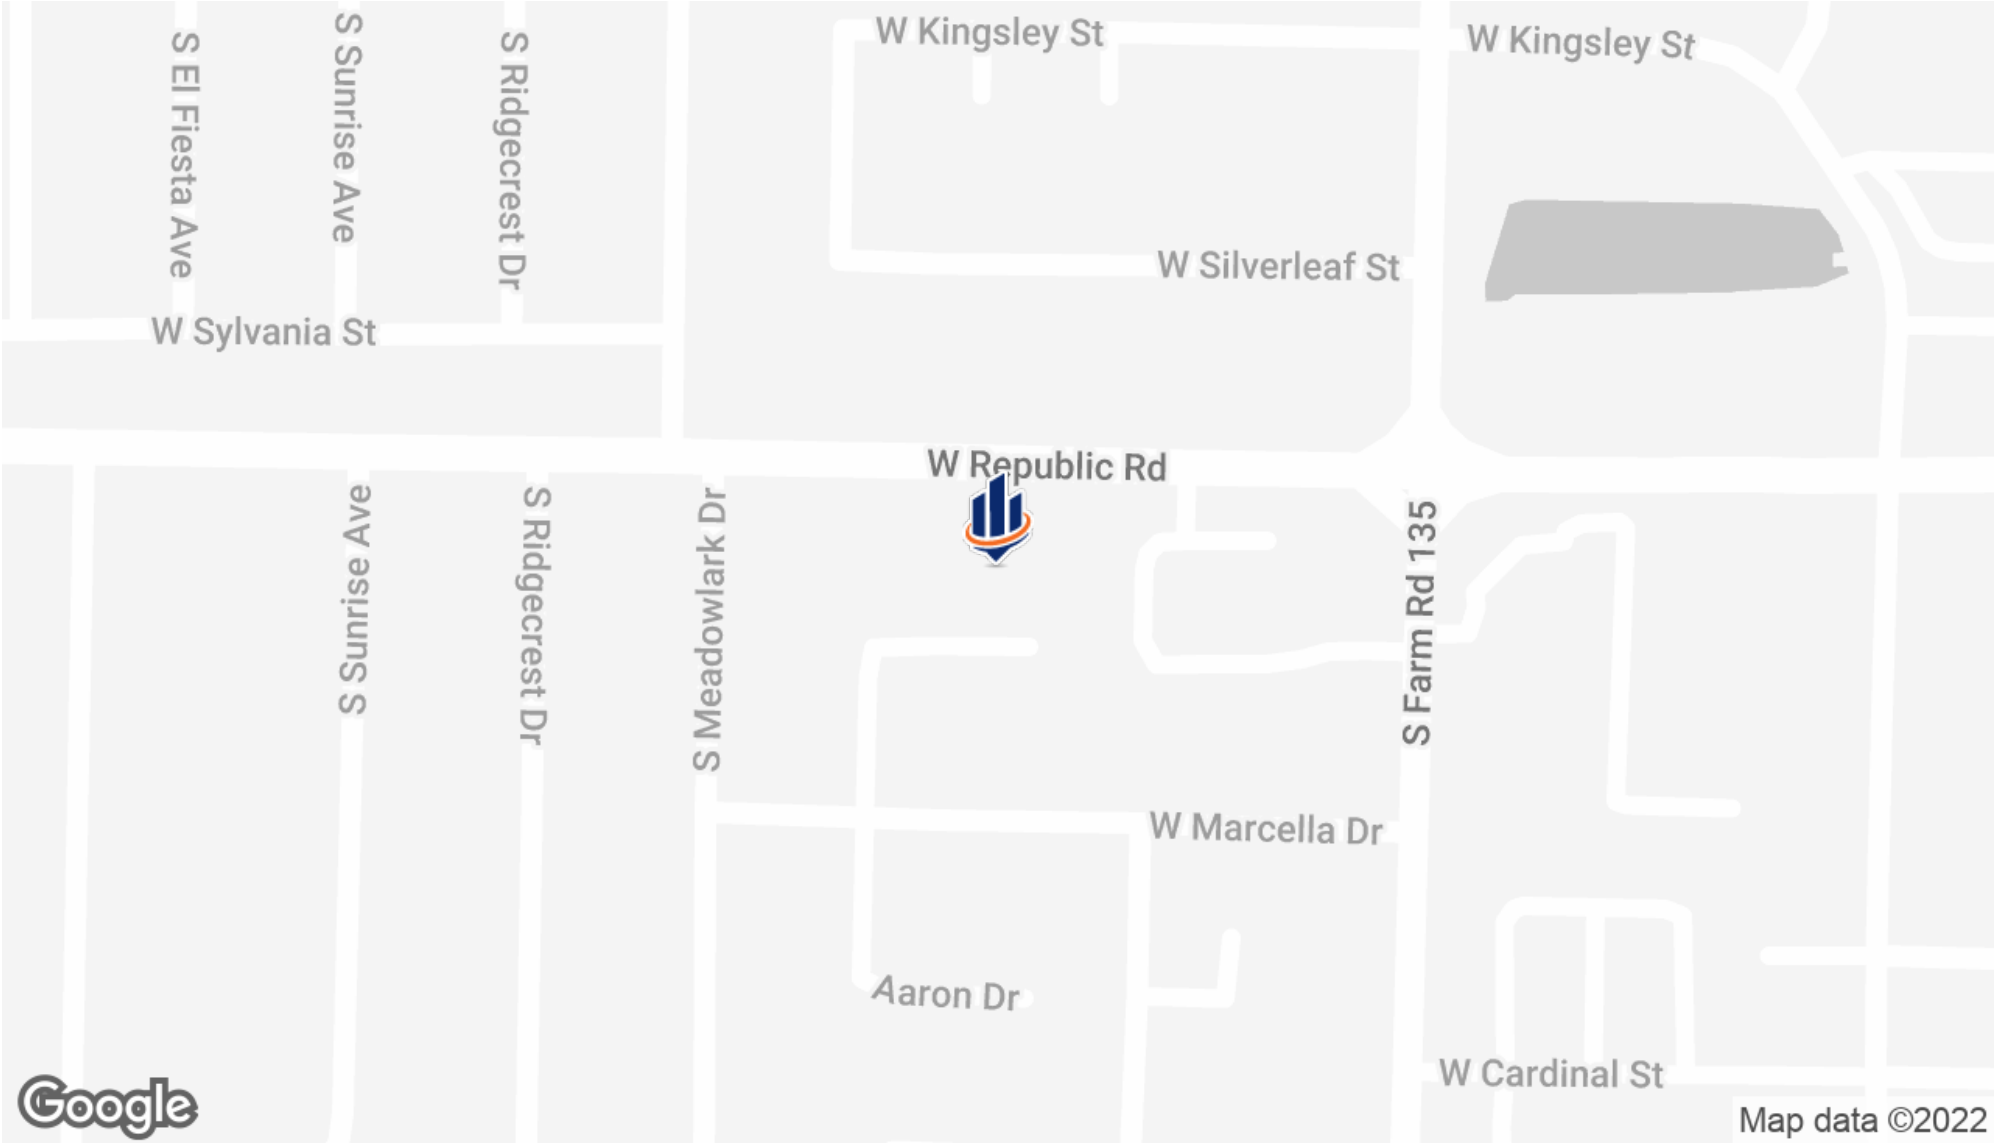 W Kingsley St
W Kingsley St
S El Fiesta Ave
S Sunrise Ave
S Ridgecrest Dr
W Silverleaf St
W Sylvania St
W Republic Rd
S Sunrise Ave
S Ridgecrest Dr
S Meadowlark Dr
S Farm Rd 135
W Marcella Dr
Aaron Dr
W Cardinal St
Google
Map data ©2022